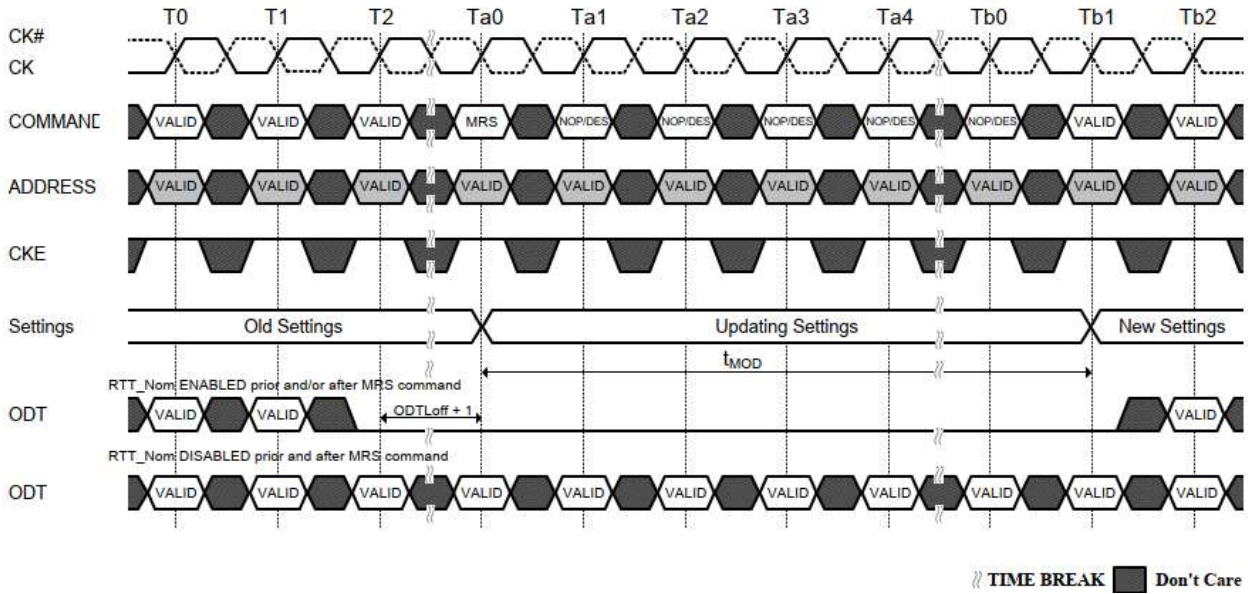 T0 T1 T2 Ta0 Ta1 Ta2 Ta3 Ta4 Tb0 Tb1 Tb2
CK#
CK
COMMAND VALID VALID VALID MRS NOP/DES NOP/DES NOP/DES NOP/DES NOP/DES VALID VALID
ADDRESS VALID VALID VALID VALID VALID VALID VALID VALID VALID VALID VALID
CKE
Settings Old Settings Updating Settings New Settings
tMOD
RTT_Nom ENABLED prior and/or after MRS command
ODT VALID VALID ODTLoff + 1 VALID
RTT_Nom DISABLED prior and after MRS command
ODT VALID VALID VALID VALID VALID VALID VALID VALID VALID VALID VALID
TIME BREAK Don't Care